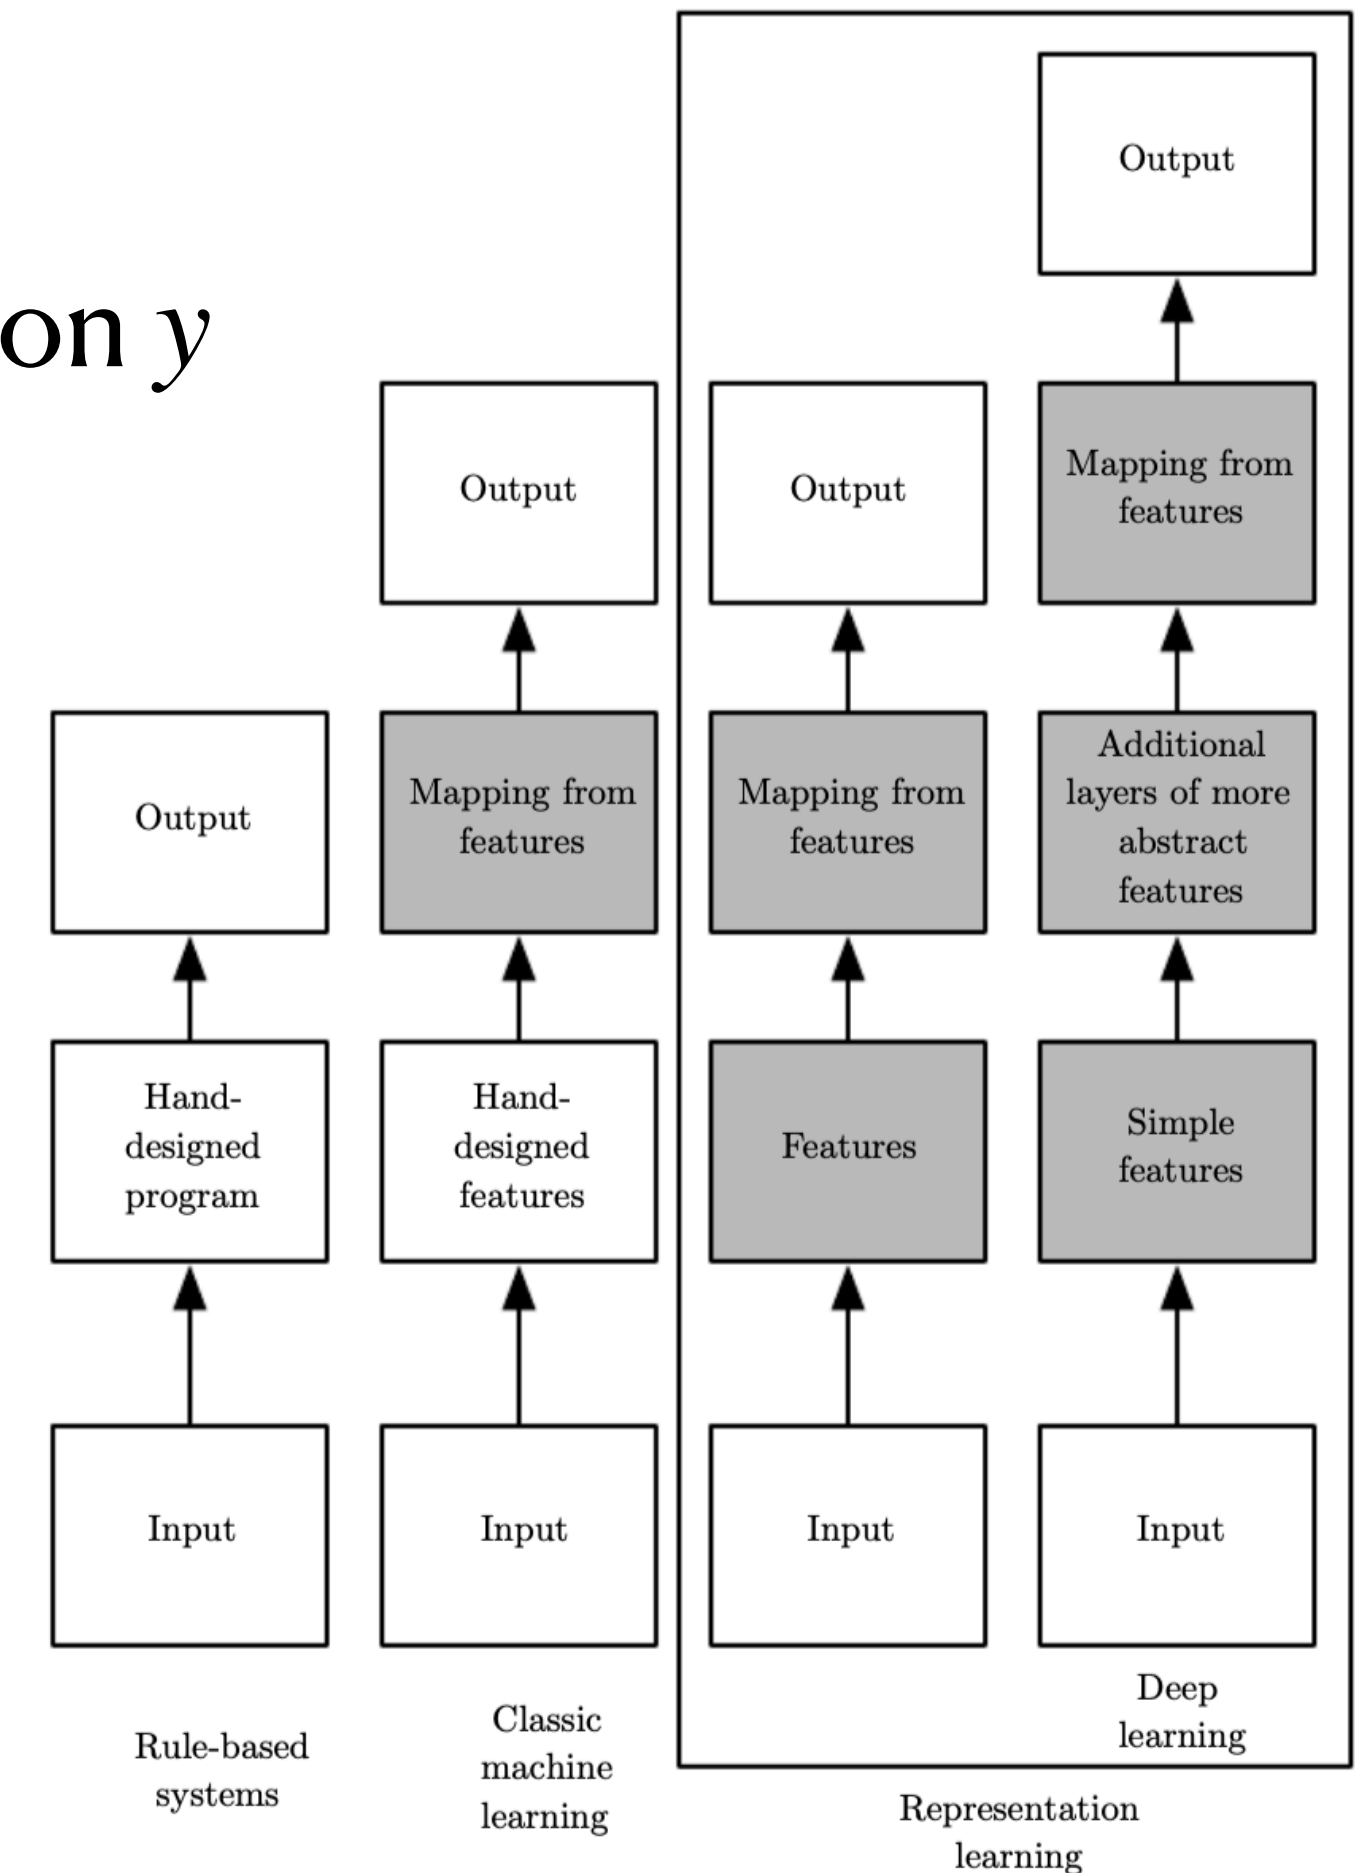 on y
Output
Mapping from
features
Additional
layers of more
abstract
features
Simple
features
Input
Deep
learning
Output
Mapping from
features
Features
Input
Representation
learning
Output
Mapping from
features
Hand-
designed
features
Input
Classic
machine
learning
Output
Hand-
designed
program
Input
Rule-based
systems